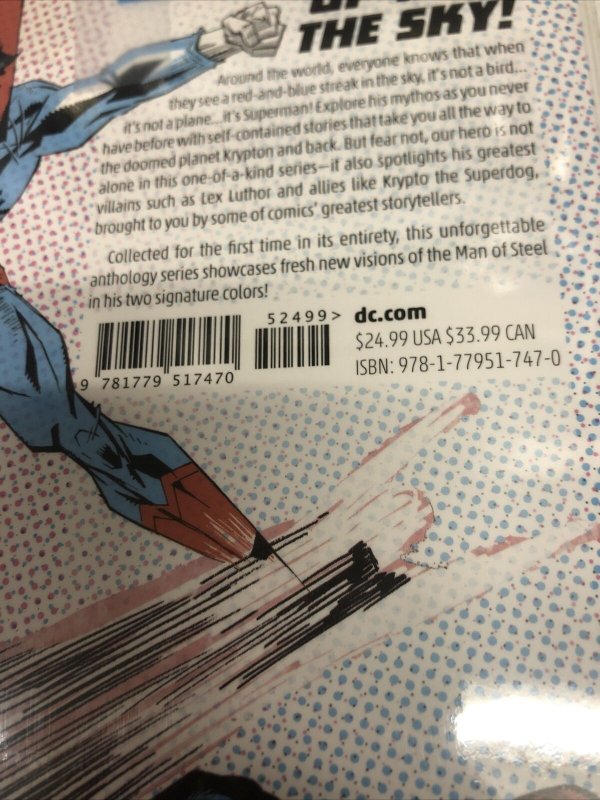 THE SKY!
Around the world, everyone knows that when
they see a red-and-blue streak in the sky, it's not a bird...
it's not a plane...it's Superman! Explore his mythos as you never
have before with self-contained stories that take you all the way to
the doomed planet Krypton and back. But fear not, our hero is not
alone in this one-of-a-kind series—it also spotlights his greatest
villains such as Lex Luthor and allies like Krypto the Superdog,
brought to you by some of comics' greatest storytellers.
Collected for the first time in its entirety, this unforgettable
anthology series showcases fresh new visions of the Man of Steel
in his two signature colors!
52499> dc.com
$24.99 USA $33.99 CAN
ISBN: 978-1-77951-747-0
9 781779 517470